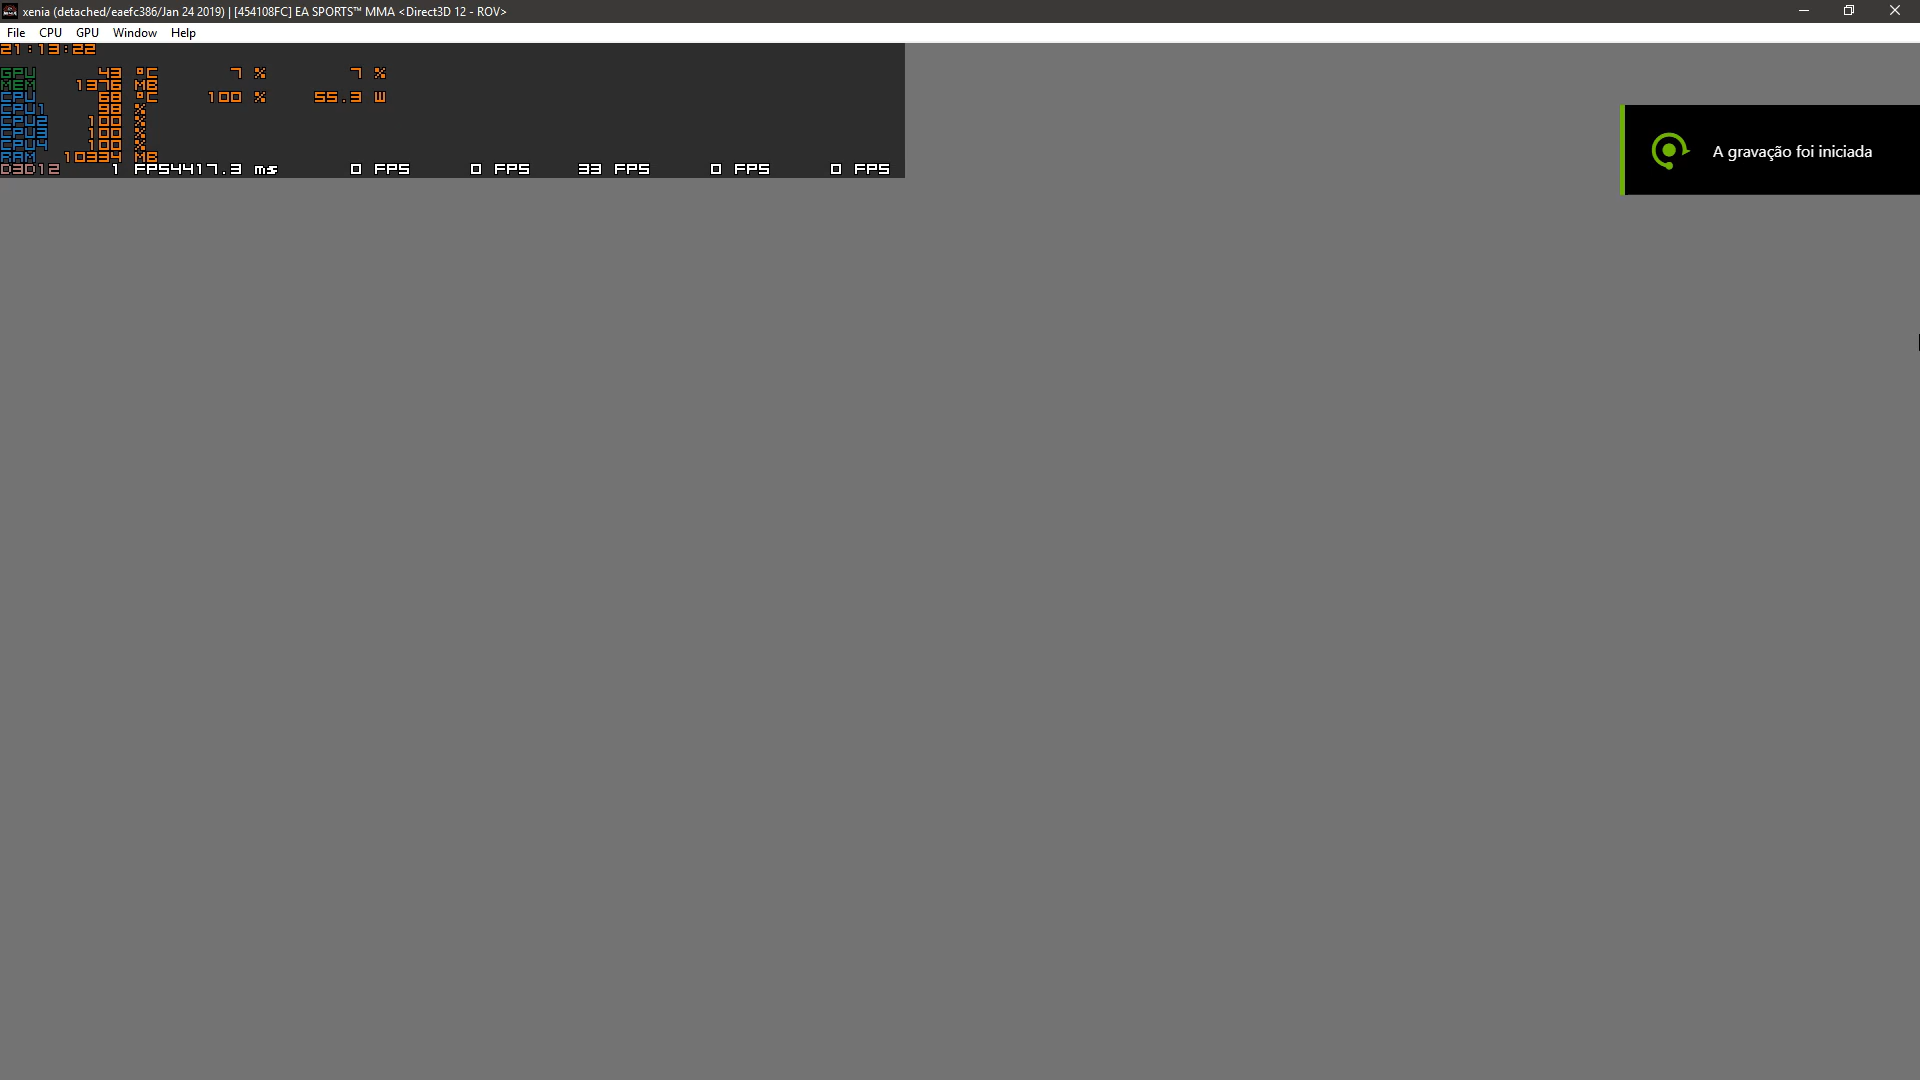 xenia (detached/eaefc386/Jan 24 2019) | [454108FC] EA SPORTS™ MMA <Direct3D 12 - ROV>
File CPU GPU Window Help
21:13:22
GPU 43 °C 7 % 7 %
MEM 1376 MB
CPU 68 °C 100 % 55.3 W
CPU1 98 %
CPU2 100 %
CPU3 100 %
CPU4 100 %
RAM 10334 MB
D3D12 1 FPS4417.3 ms 0 FPS 0 FPS 33 FPS 0 FPS 0 FPS
A gravação foi iniciada